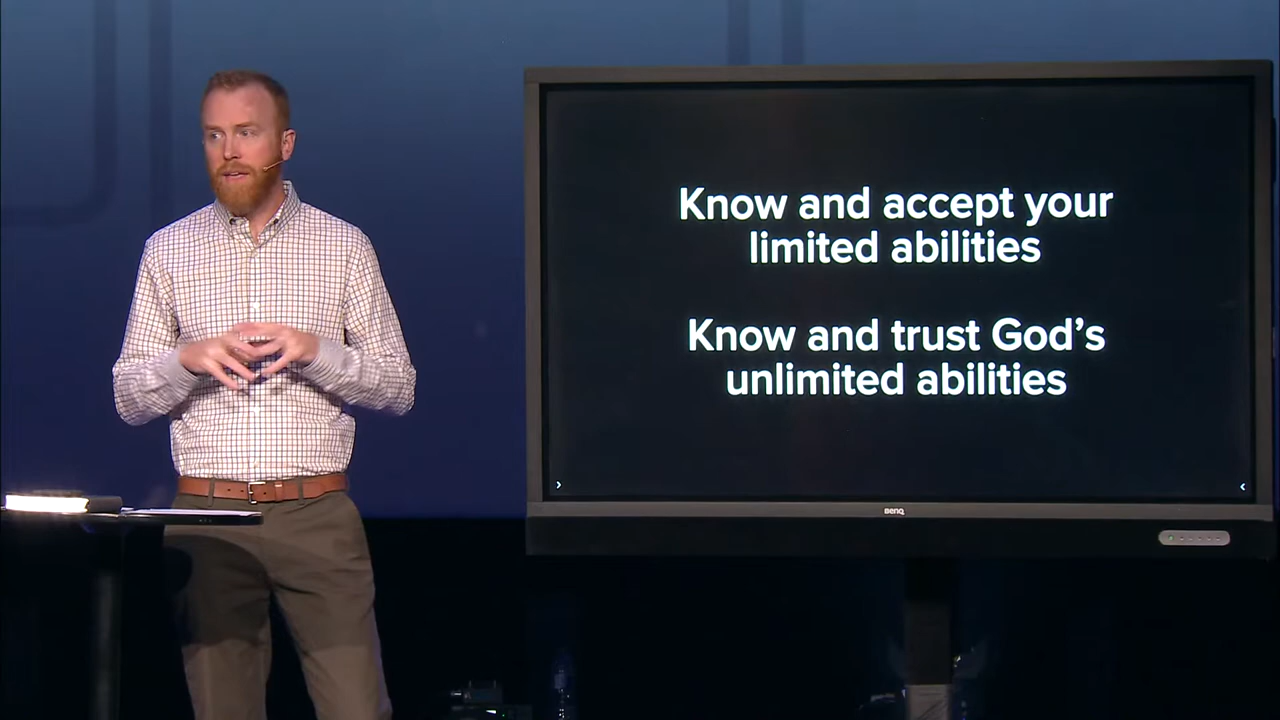 Know and accept your
limited abilities
Know and trust God's
unlimited abilities
BenQ